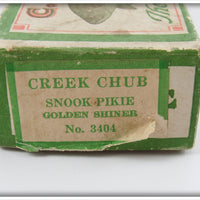 CREEK CHUB
SNOOK PIKIE
GOLDEN SHINER
No. 3404